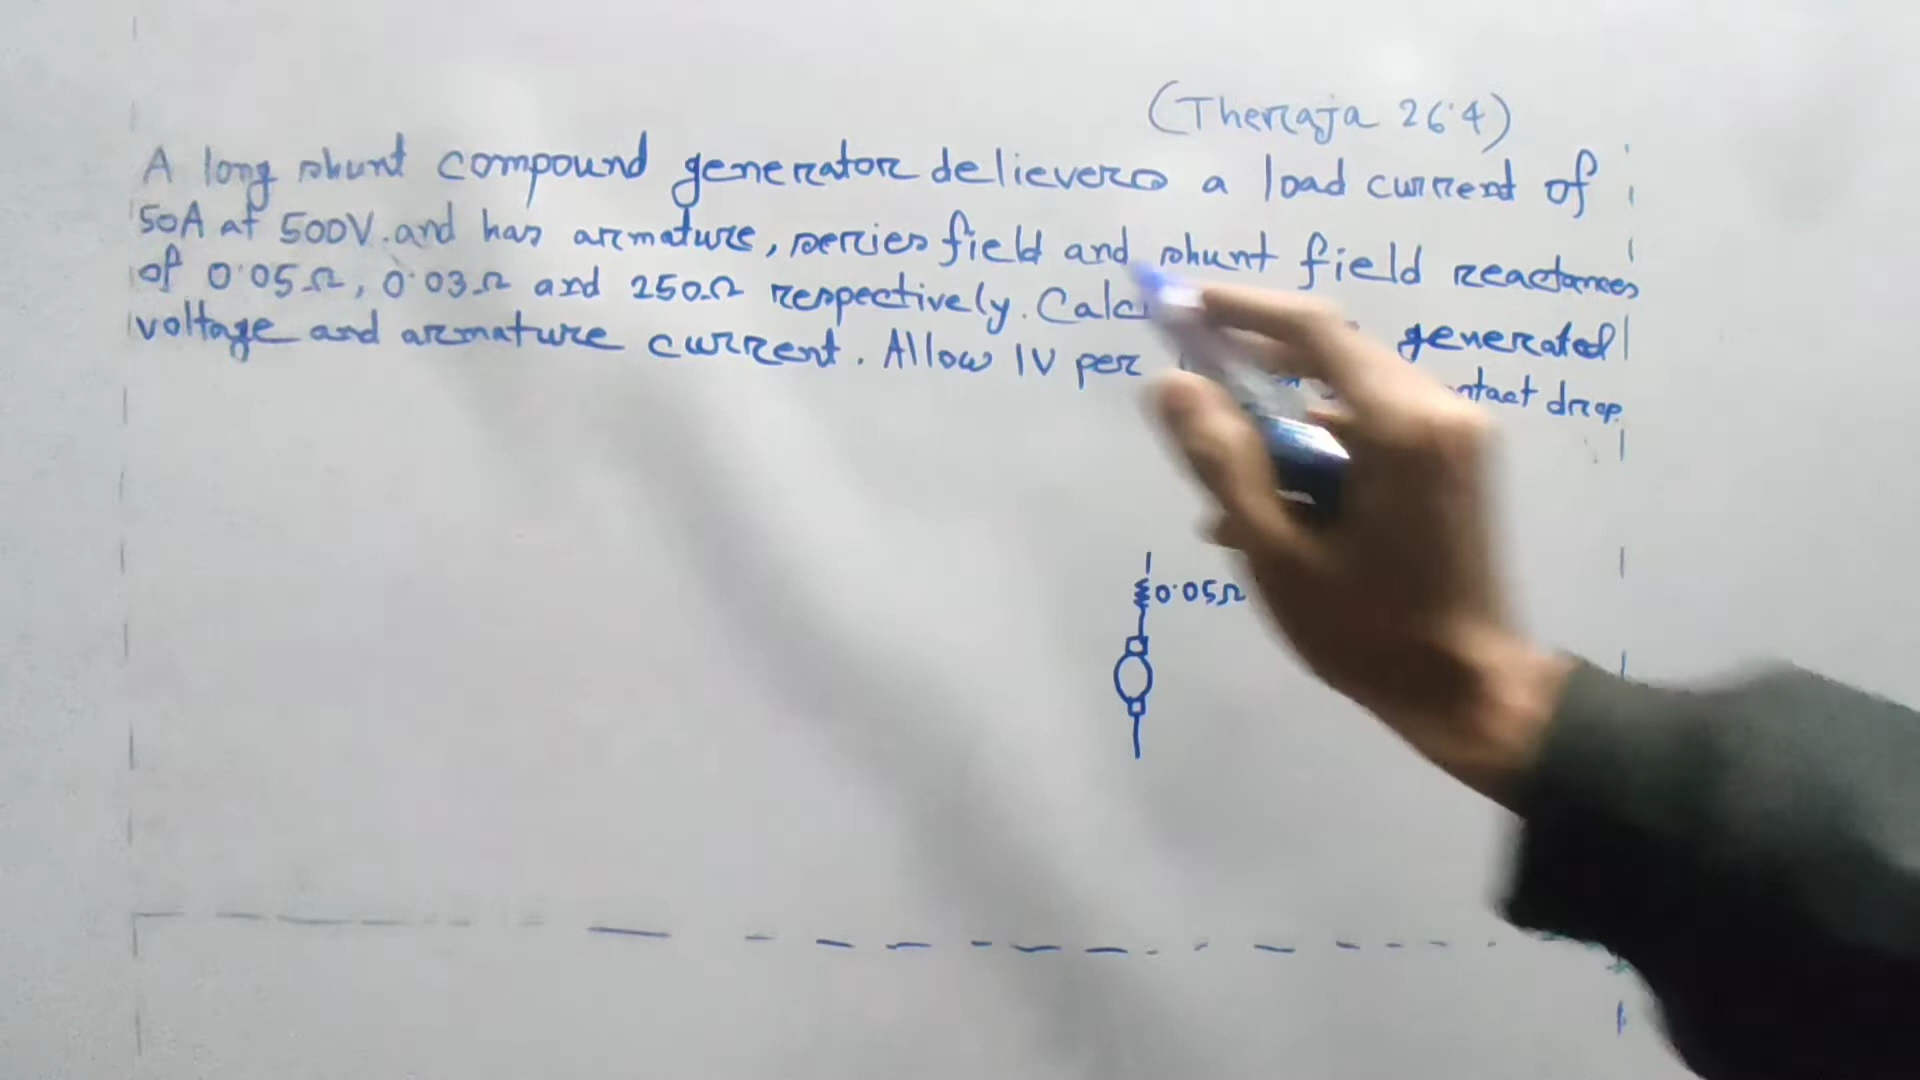 (Theraja 26.4)
A long shunt compound generator delievers a load current of
50A at 500V. and has armature, series field and shunt field reactances
of 0.05Ω, 0.03Ω and 250Ω respectively. Calc generated
voltage and armature current. Allow 1V per ntact drop.
0.05Ω